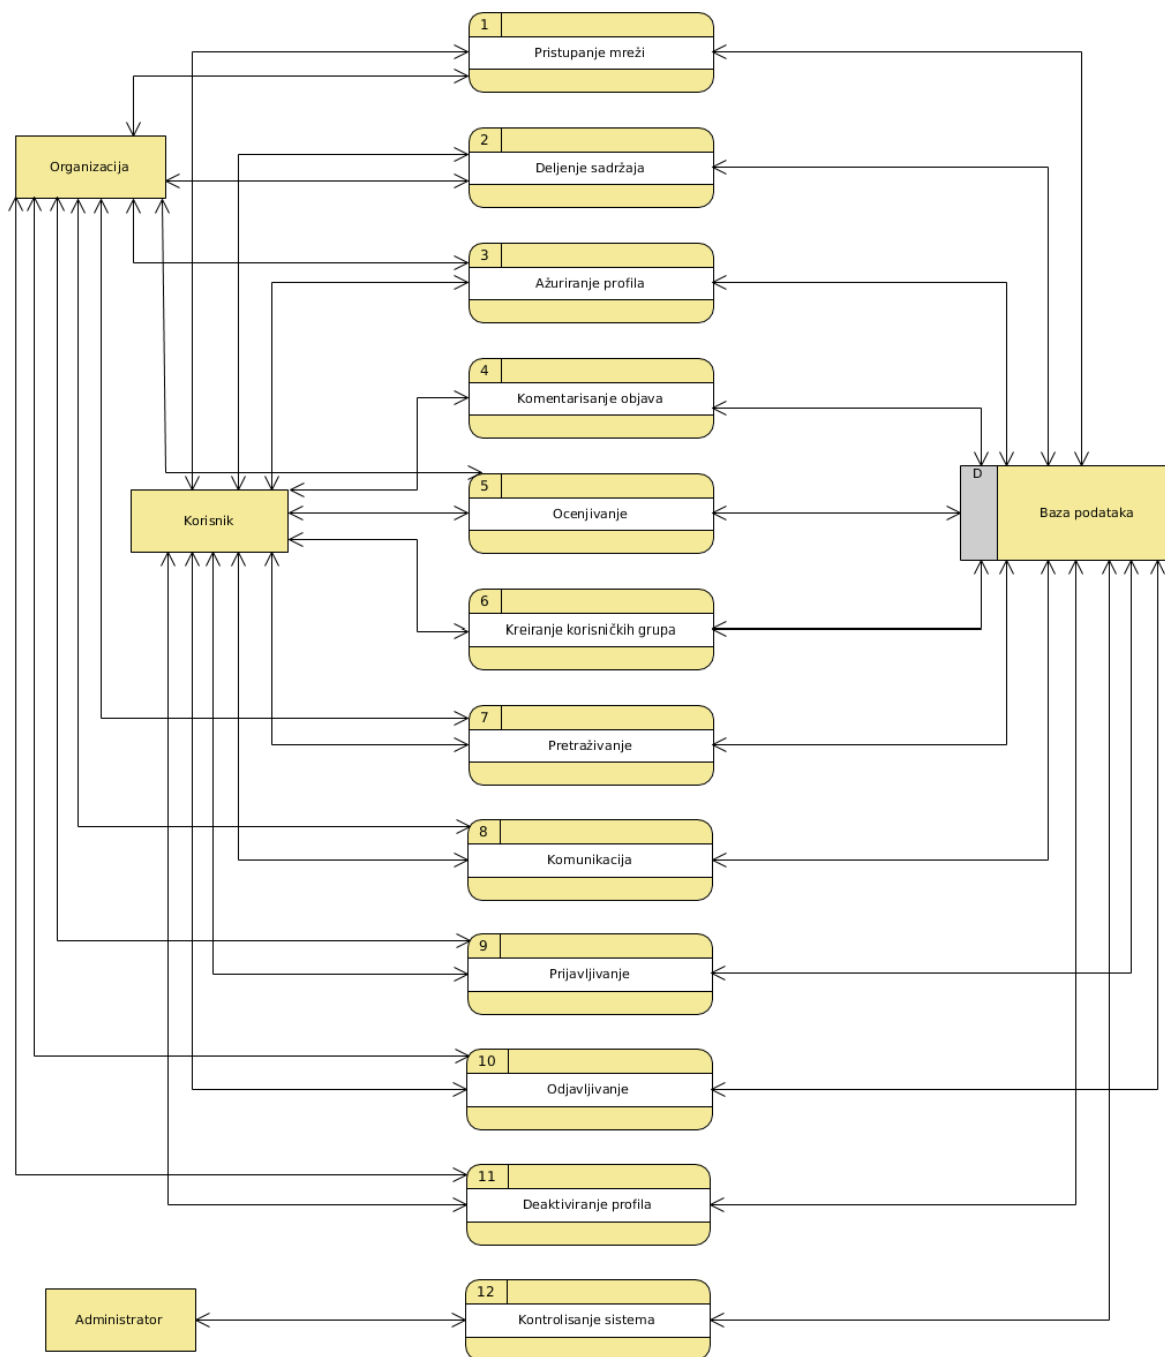 1
Pristupanje mreži
Organizacija
2
Deljenje sadržaja
3
Ažuriranje profila
4
Komentarisanje objava
Korisnik
5
Ocenjivanje
D
Baza podataka
6
Kreiranje korisničkih grupa
7
Pretraživanje
8
Komunikacija
9
Prijavljivanje
10
Odjavljivanje
11
Deaktiviranje profila
Administrator
12
Kontrolisanje sistema